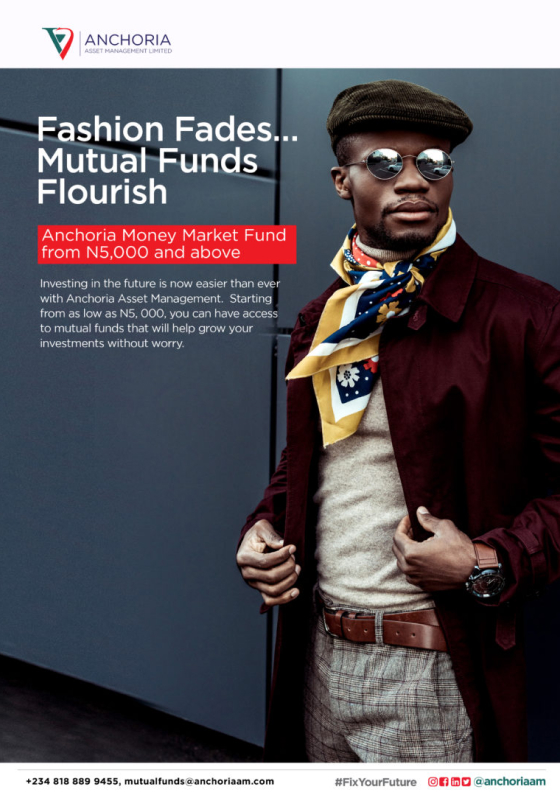 ANCHORIA
ASSET MANAGEMENT LIMITED
Fashion Fades...
Mutual Funds
Flourish
Anchoria Money Market Fund
from N5,000 and above
Investing in the future is now easier than ever
with Anchoria Asset Management. Starting
from as low as N5, 000, you can have access
to mutual funds that will help grow your
investments without worry.
+234 818 889 9455, mutualfunds@anchoriaam.com
#FixYourFuture @anchoriaam